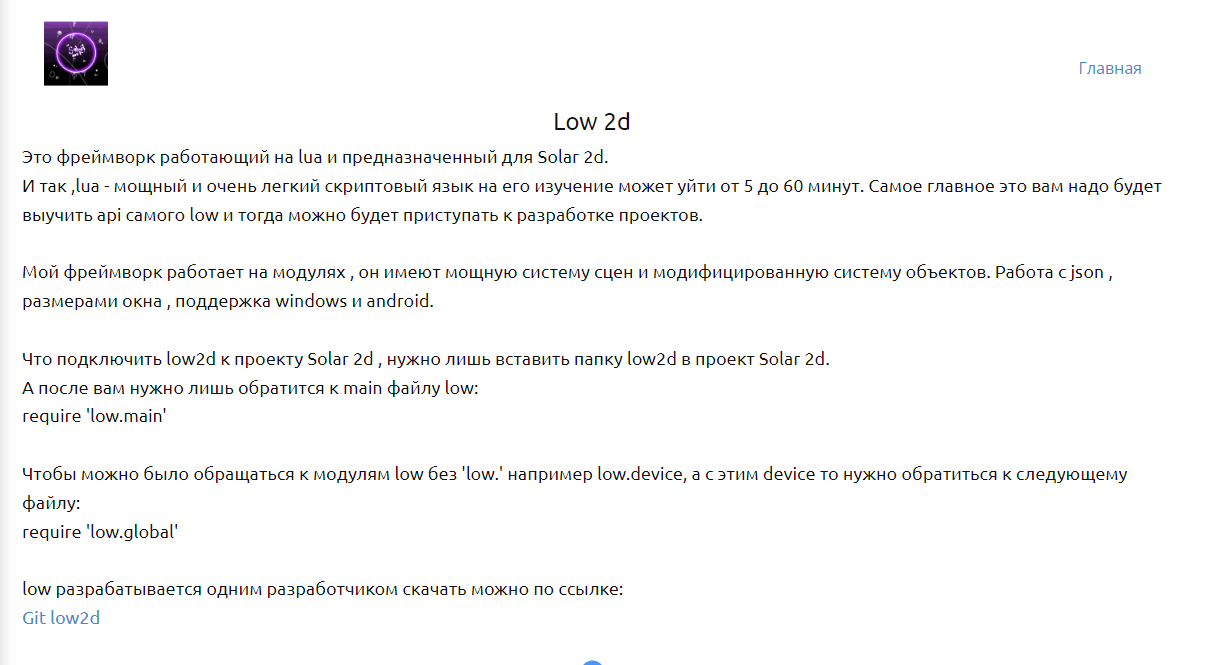 Главная
Low 2d
Это фреймворк работающий на lua и предназначенный для Solar 2d.
И так ,lua - мощный и очень легкий скриптовый язык на его изучение может уйти от 5 до 60 минут. Самое главное это вам надо будет
выучить api самого low и тогда можно будет приступать к разработке проектов.
Мой фреймворк работает на модулях , он имеют мощную систему сцен и модифицированную систему объектов. Работа с json ,
размерами окна , поддержка windows и android.
Что подключить low2d к проекту Solar 2d , нужно лишь вставить папку low2d в проект Solar 2d.
А после вам нужно лишь обратится к main файлу low:
require 'low.main'
Чтобы можно было обращаться к модулям low без 'low.' например low.device, а с этим device то нужно обратиться к следующему
файлу:
require 'low.global'
low разрабатывается одним разработчиком скачать можно по ссылке:
Git low2d